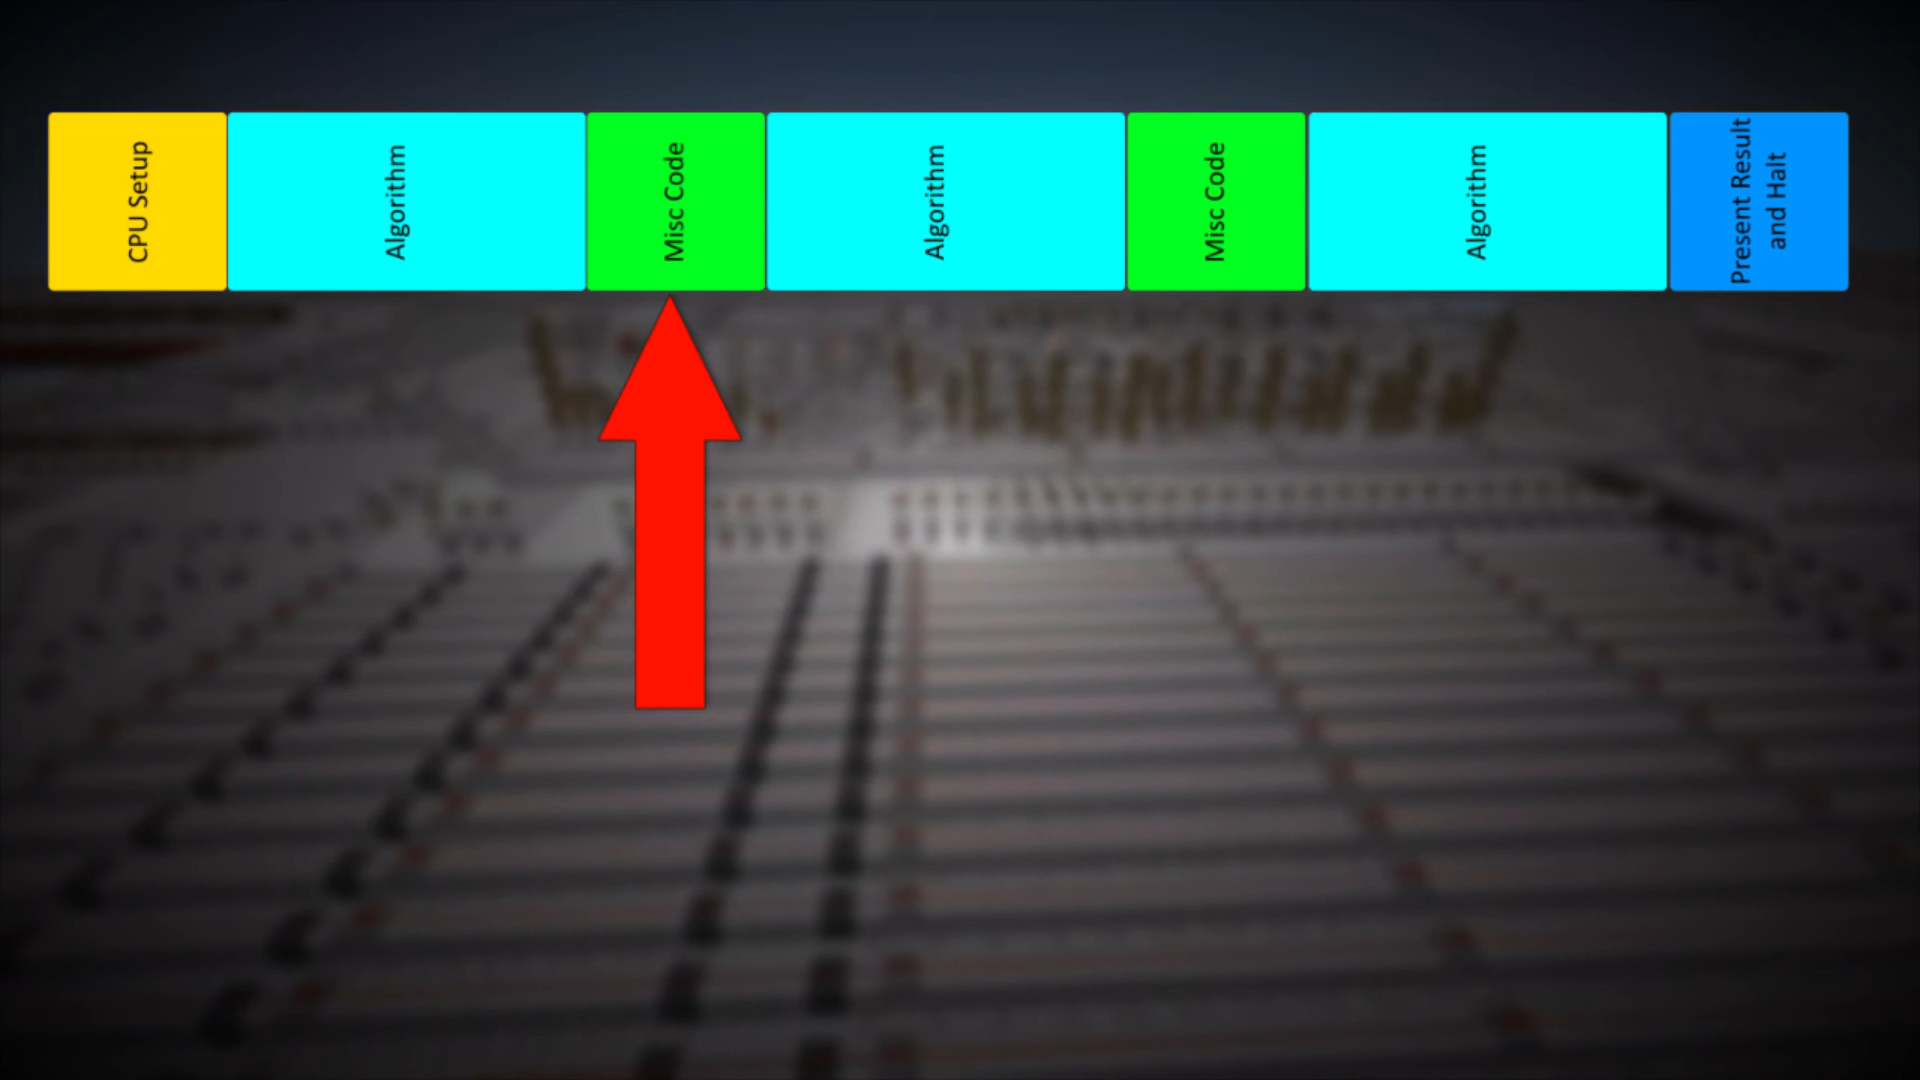 CPU Setup
Algorithm
Misc Code
Algorithm
Misc Code
Algorithm
Present Result
and Halt